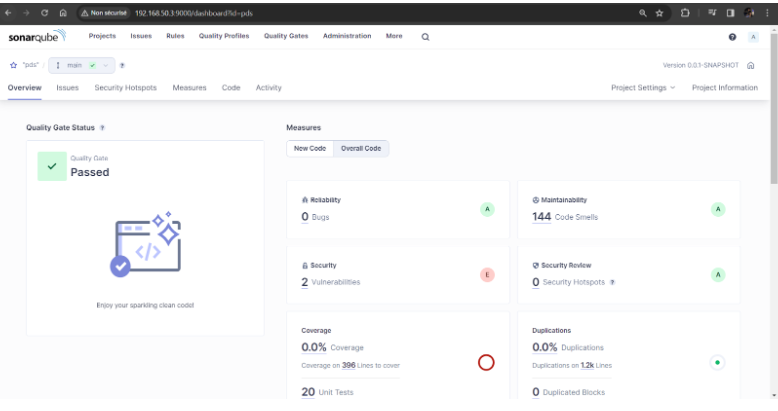 Non sécurisé 192.168.50.3:9000/dashboard?id=pds
sonarqube Projects Issues Rules Quality Profiles Quality Gates Administration More A
"pds" main Version 0.0.1-SNAPSHOT
Overview Issues Security Hotspots Measures Code Activity Project Settings Project Information
Quality Gate Status
Quality Gate
Passed
Enjoy your sparkling clean code!
Measures
New Code Overall Code
Reliability
0 Bugs A
Maintainability
144 Code Smells A
Security
2 Vulnerabilities E
Security Review
0 Security Hotspots A
Coverage
0.0% Coverage
Coverage on 396 Lines to cover
20 Unit Tests
Duplications
0.0% Duplications
Duplications on 1.2k Lines
0 Duplicated Blocks